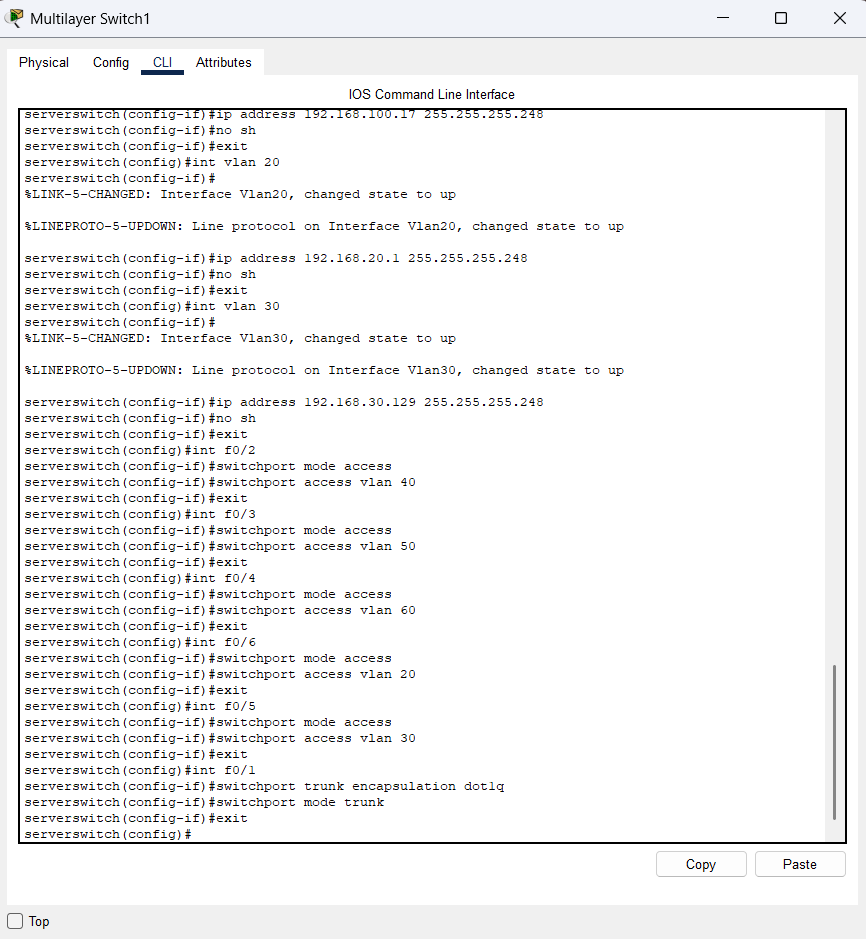 Multilayer Switch1
Physical Config CLI Attributes
IOS Command Line Interface
serverswitch(config-if)#ip address 192.168.100.17 255.255.255.248
serverswitch(config-if)#no sh
serverswitch(config-if)#exit
serverswitch(config)#int vlan 20
serverswitch(config-if)#
%LINK-5-CHANGED: Interface Vlan20, changed state to up
%LINEPROTO-5-UPDOWN: Line protocol on Interface Vlan20, changed state to up
serverswitch(config-if)#ip address 192.168.20.1 255.255.255.248
serverswitch(config-if)#no sh
serverswitch(config-if)#exit
serverswitch(config)#int vlan 30
serverswitch(config-if)#
%LINK-5-CHANGED: Interface Vlan30, changed state to up
%LINEPROTO-5-UPDOWN: Line protocol on Interface Vlan30, changed state to up
serverswitch(config-if)#ip address 192.168.30.129 255.255.255.248
serverswitch(config-if)#no sh
serverswitch(config-if)#exit
serverswitch(config)#int f0/2
serverswitch(config-if)#switchport mode access
serverswitch(config-if)#switchport access vlan 40
serverswitch(config-if)#exit
serverswitch(config)#int f0/3
serverswitch(config-if)#switchport mode access
serverswitch(config-if)#switchport access vlan 50
serverswitch(config-if)#exit
serverswitch(config)#int f0/4
serverswitch(config-if)#switchport mode access
serverswitch(config-if)#switchport access vlan 60
serverswitch(config-if)#exit
serverswitch(config)#int f0/6
serverswitch(config-if)#switchport mode access
serverswitch(config-if)#switchport access vlan 20
serverswitch(config-if)#exit
serverswitch(config)#int f0/5
serverswitch(config-if)#switchport mode access
serverswitch(config-if)#switchport access vlan 30
serverswitch(config-if)#exit
serverswitch(config)#int f0/1
serverswitch(config-if)#switchport trunk encapsulation dot1q
serverswitch(config-if)#switchport mode trunk
serverswitch(config-if)#exit
serverswitch(config)#
Copy Paste
Top